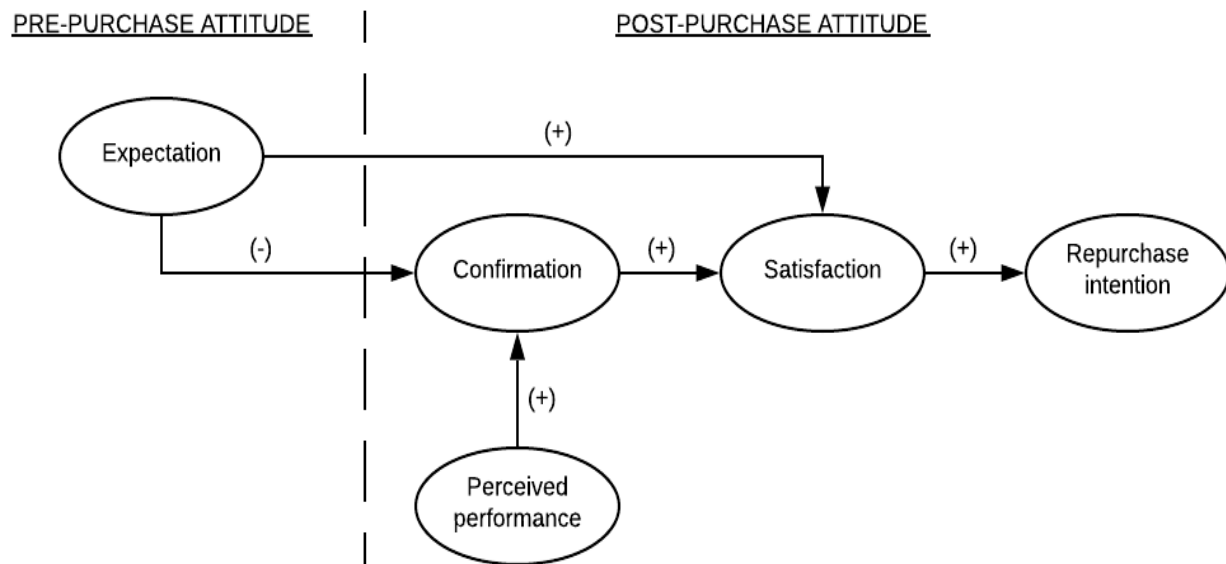 PRE-PURCHASE ATTITUDE
POST-PURCHASE ATTITUDE
Expectation
(+)
(-)
Confirmation
(+)
Satisfaction
(+)
Repurchase
intention
(+)
Perceived
performance